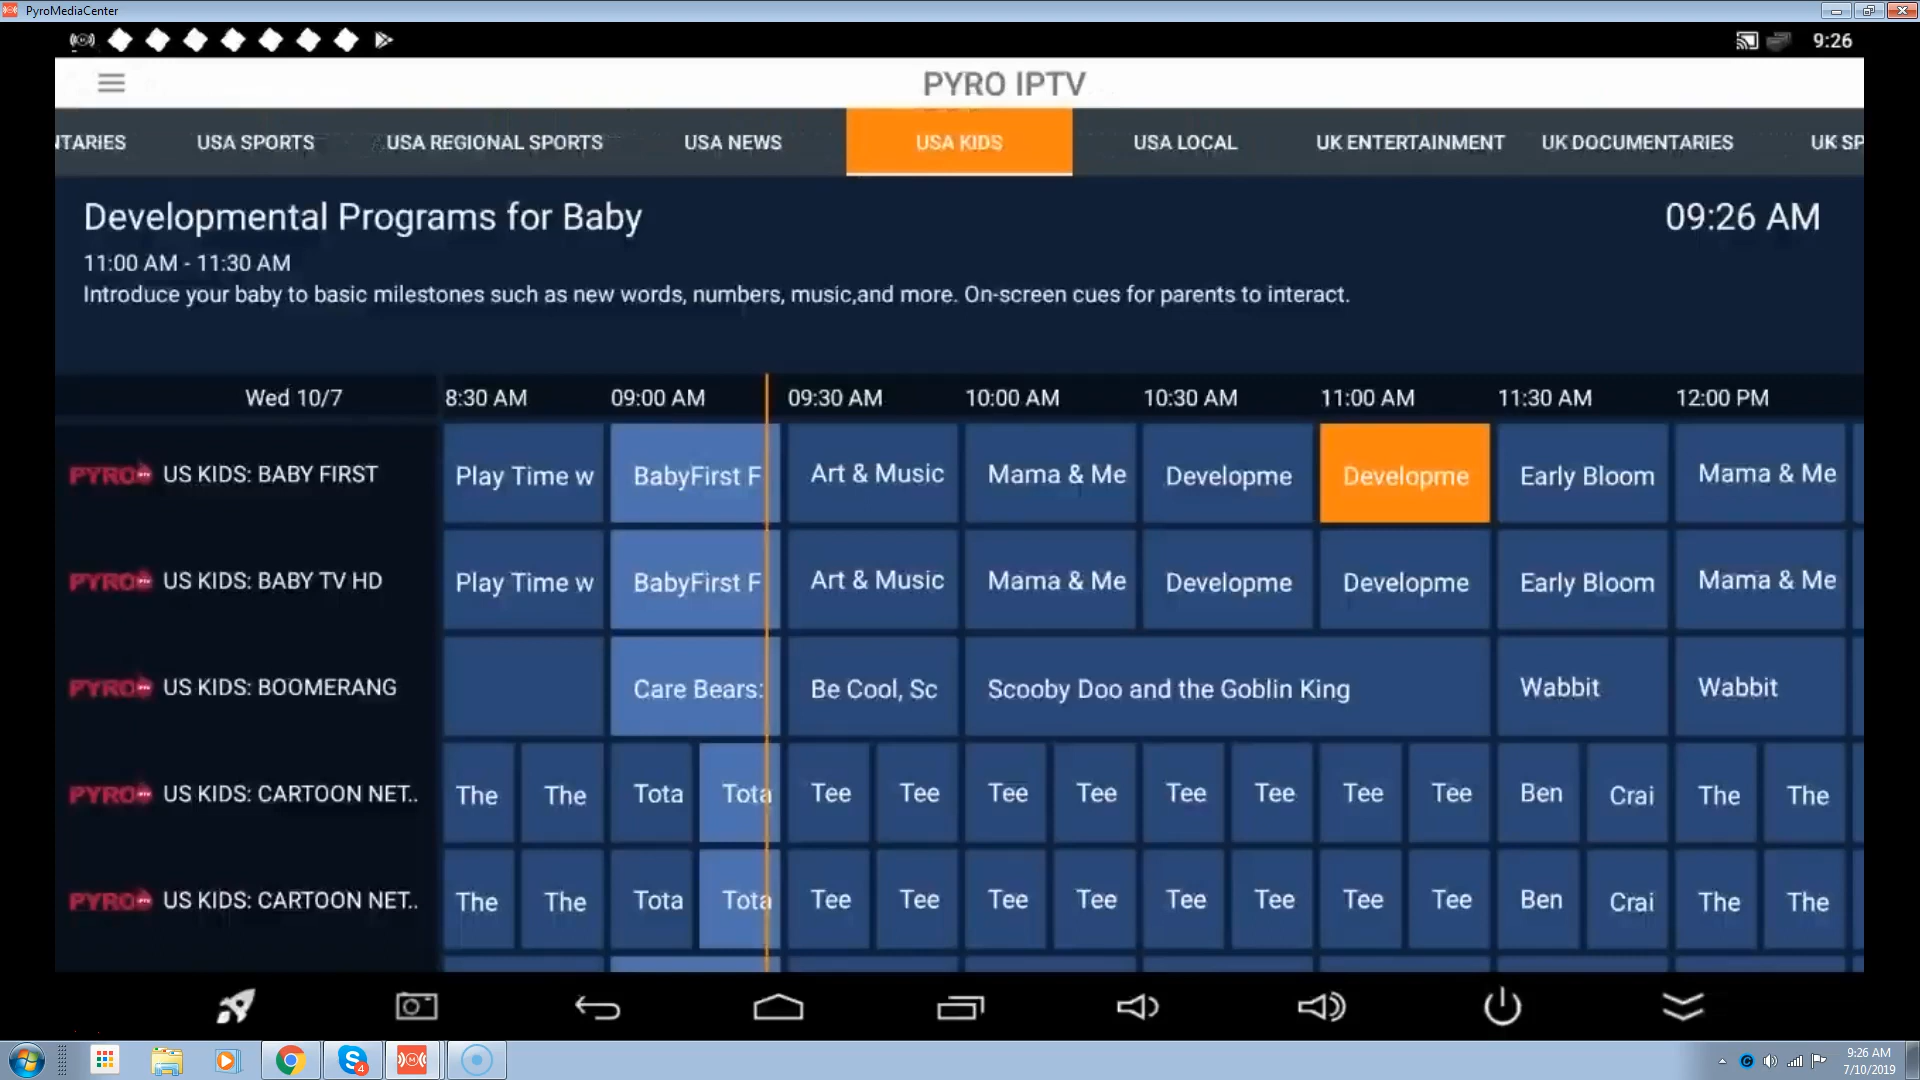 PyroMediaCenter
9:26
PYRO IPTV
NTARIES USA SPORTS USA REGIONAL SPORTS USA NEWS USA KIDS USA LOCAL UK ENTERTAINMENT UK DOCUMENTARIES UK SP
Developmental Programs for Baby 09:26 AM
11:00 AM - 11:30 AM
Introduce your baby to basic milestones such as new words, numbers, music,and more. On-screen cues for parents to interact.
Wed 10/7 8:30 AM 09:00 AM 09:30 AM 10:00 AM 10:30 AM 11:00 AM 11:30 AM 12:00 PM
PYRO US KIDS: BABY FIRST Play Time w BabyFirst F Art & Music Mama & Me Developme Developme Early Bloom Mama & Me
PYRO US KIDS: BABY TV HD Play Time w BabyFirst F Art & Music Mama & Me Developme Developme Early Bloom Mama & Me
PYRO US KIDS: BOOMERANG Care Bears: Be Cool, Sc Scooby Doo and the Goblin King Wabbit Wabbit
PYRO US KIDS: CARTOON NET.. The The Tota Tota Tee Tee Tee Tee Tee Tee Tee Tee Ben Crai The The
PYRO US KIDS: CARTOON NET.. The The Tota Tota Tee Tee Tee Tee Tee Tee Tee Tee Ben Crai The The
4
9:26 AM
7/10/2019